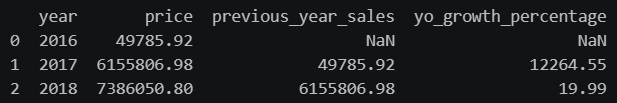 year price previous_year_sales yo_growth_percentage
0 2016 49785.92 NaN NaN
1 2017 6155806.98 49785.92 12264.55
2 2018 7386050.80 6155806.98 19.99